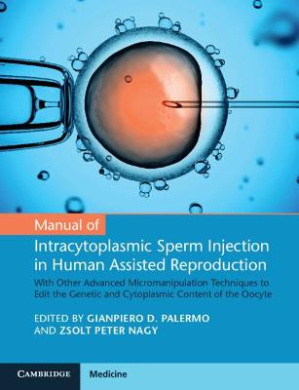 Manual of
Intracytoplasmic Sperm Injection
in Human Assisted Reproduction
With Other Advanced Micromanipulation Techniques to
Edit the Genetic and Cytoplasmic Content of the Oocyte
EDITED BY GIANPIERO D. PALERMO
AND ZSOLT PETER NAGY
CAMBRIDGE Medicine